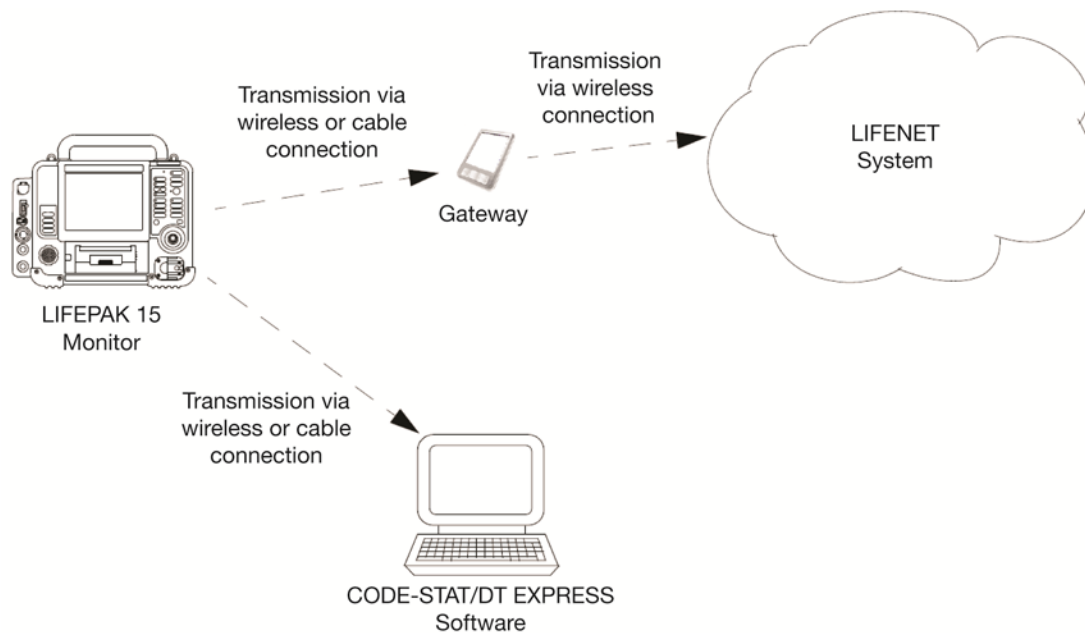 Transmission
via wireless
connection
Transmission via
wireless or cable
connection
LIFENET
System
Gateway
LIFEPAK 15
Monitor
Transmission via
wireless or cable
connection
CODE-STAT/DT EXPRESS
Software